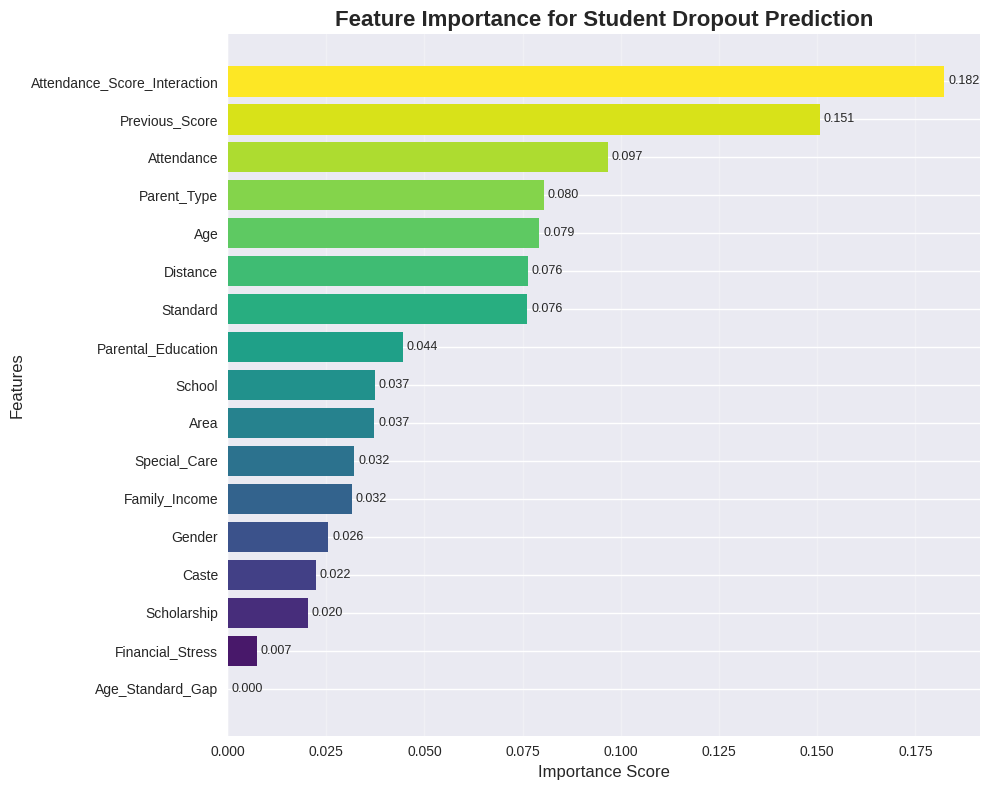 Feature Importance for Student Dropout Prediction
Attendance_Score_Interaction 0.182
Previous_Score 0.151
Attendance 0.097
Parent_Type 0.080
Age 0.079
Distance 0.076
Standard 0.076
Parental_Education 0.044
School 0.037
Area 0.037
Special_Care 0.032
Family_Income 0.032
Gender 0.026
Caste 0.022
Scholarship 0.020
Financial_Stress 0.007
Age_Standard_Gap 0.000
Features
0.000 0.025 0.050 0.075 0.100 0.125 0.150 0.175
Importance Score